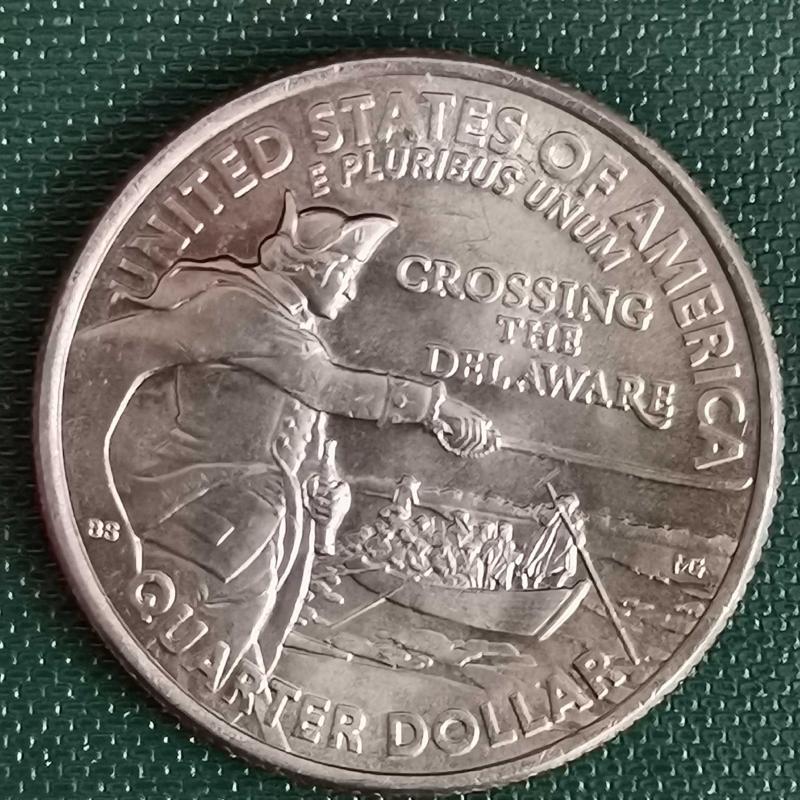 UNITED STATES OF AMERICA
E PLURIBUS UNUM
CROSSING
THE
DELAWARE
BS
MG
QUARTER DOLLAR